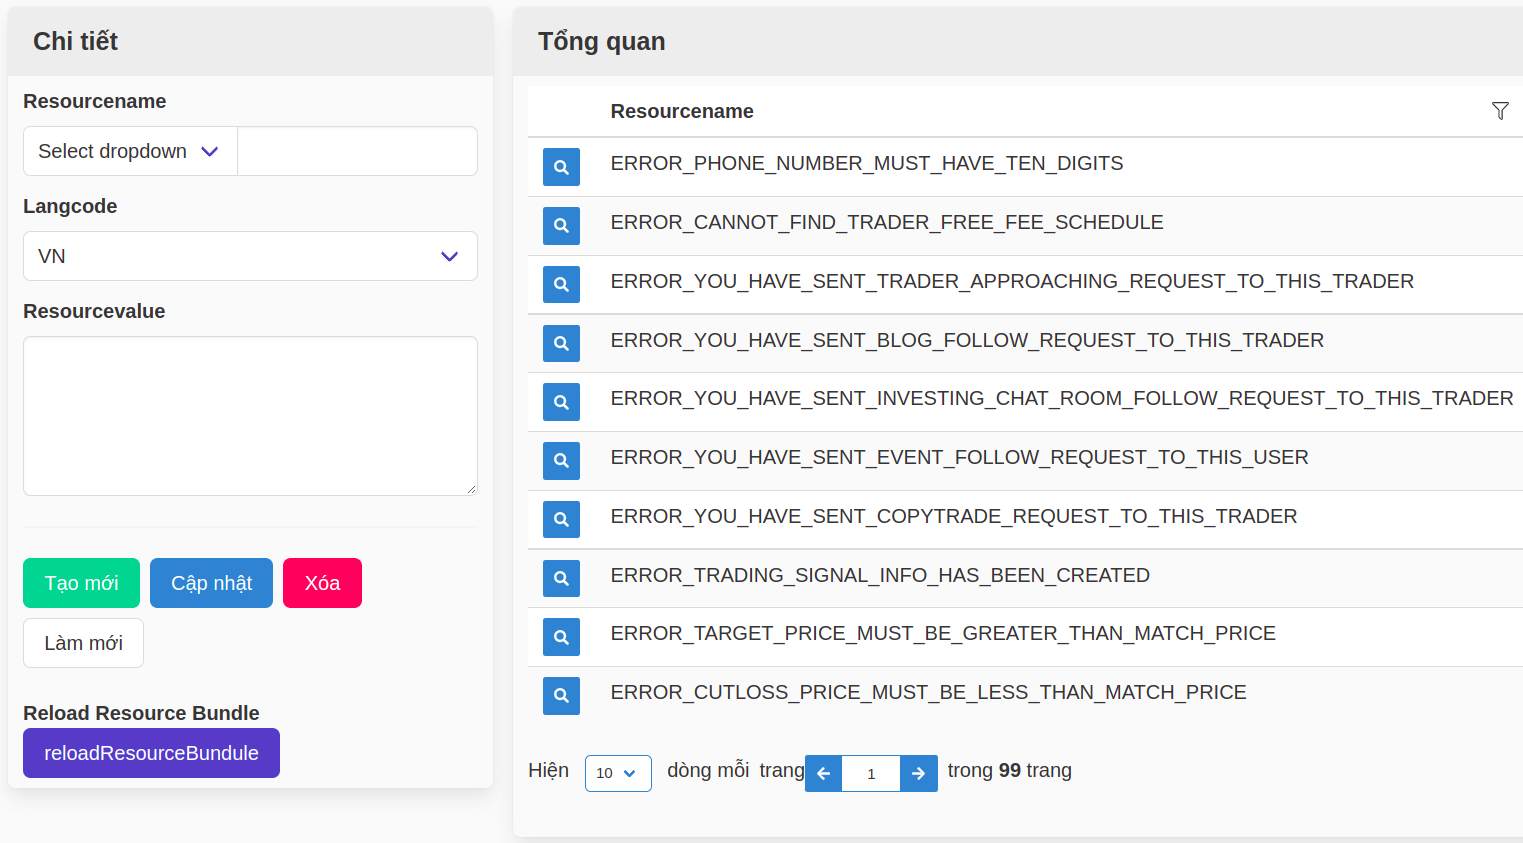 Chi tiết
Resourcename
Select dropdown
Langcode
VN
Resourcevalue
Tạo mới
Cập nhật
Xóa
Làm mới
Reload Resource Bundle
reloadResourceBundule
Tổng quan
Resourcename
ERROR_PHONE_NUMBER_MUST_HAVE_TEN_DIGITS
ERROR_CANNOT_FIND_TRADER_FREE_FEE_SCHEDULE
ERROR_YOU_HAVE_SENT_TRADER_APPROACHING_REQUEST_TO_THIS_TRADER
ERROR_YOU_HAVE_SENT_BLOG_FOLLOW_REQUEST_TO_THIS_TRADER
ERROR_YOU_HAVE_SENT_INVESTING_CHAT_ROOM_FOLLOW_REQUEST_TO_THIS_TRADER
ERROR_YOU_HAVE_SENT_EVENT_FOLLOW_REQUEST_TO_THIS_USER
ERROR_YOU_HAVE_SENT_COPYTRADE_REQUEST_TO_THIS_TRADER
ERROR_TRADING_SIGNAL_INFO_HAS_BEEN_CREATED
ERROR_TARGET_PRICE_MUST_BE_GREATER_THAN_MATCH_PRICE
ERROR_CUTLOSS_PRICE_MUST_BE_LESS_THAN_MATCH_PRICE
Hiện 10 dòng mỗi trang 1 trong 99 trang